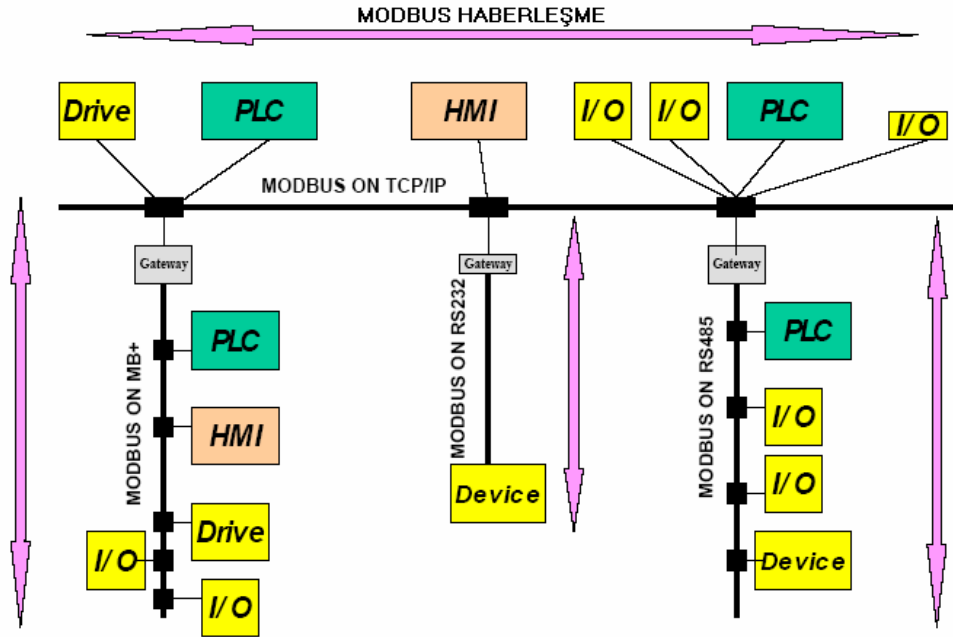 MODBUS HABERLEŞME
Drive
PLC
HMI
I/O
I/O
PLC
I/O
MODBUS ON TCP/IP
Gateway
Gateway
Gateway
MODBUS ON MB+
PLC
HMI
Drive
I/O
I/O
MODBUS ON RS232
Device
MODBUS ON RS485
PLC
I/O
I/O
Device